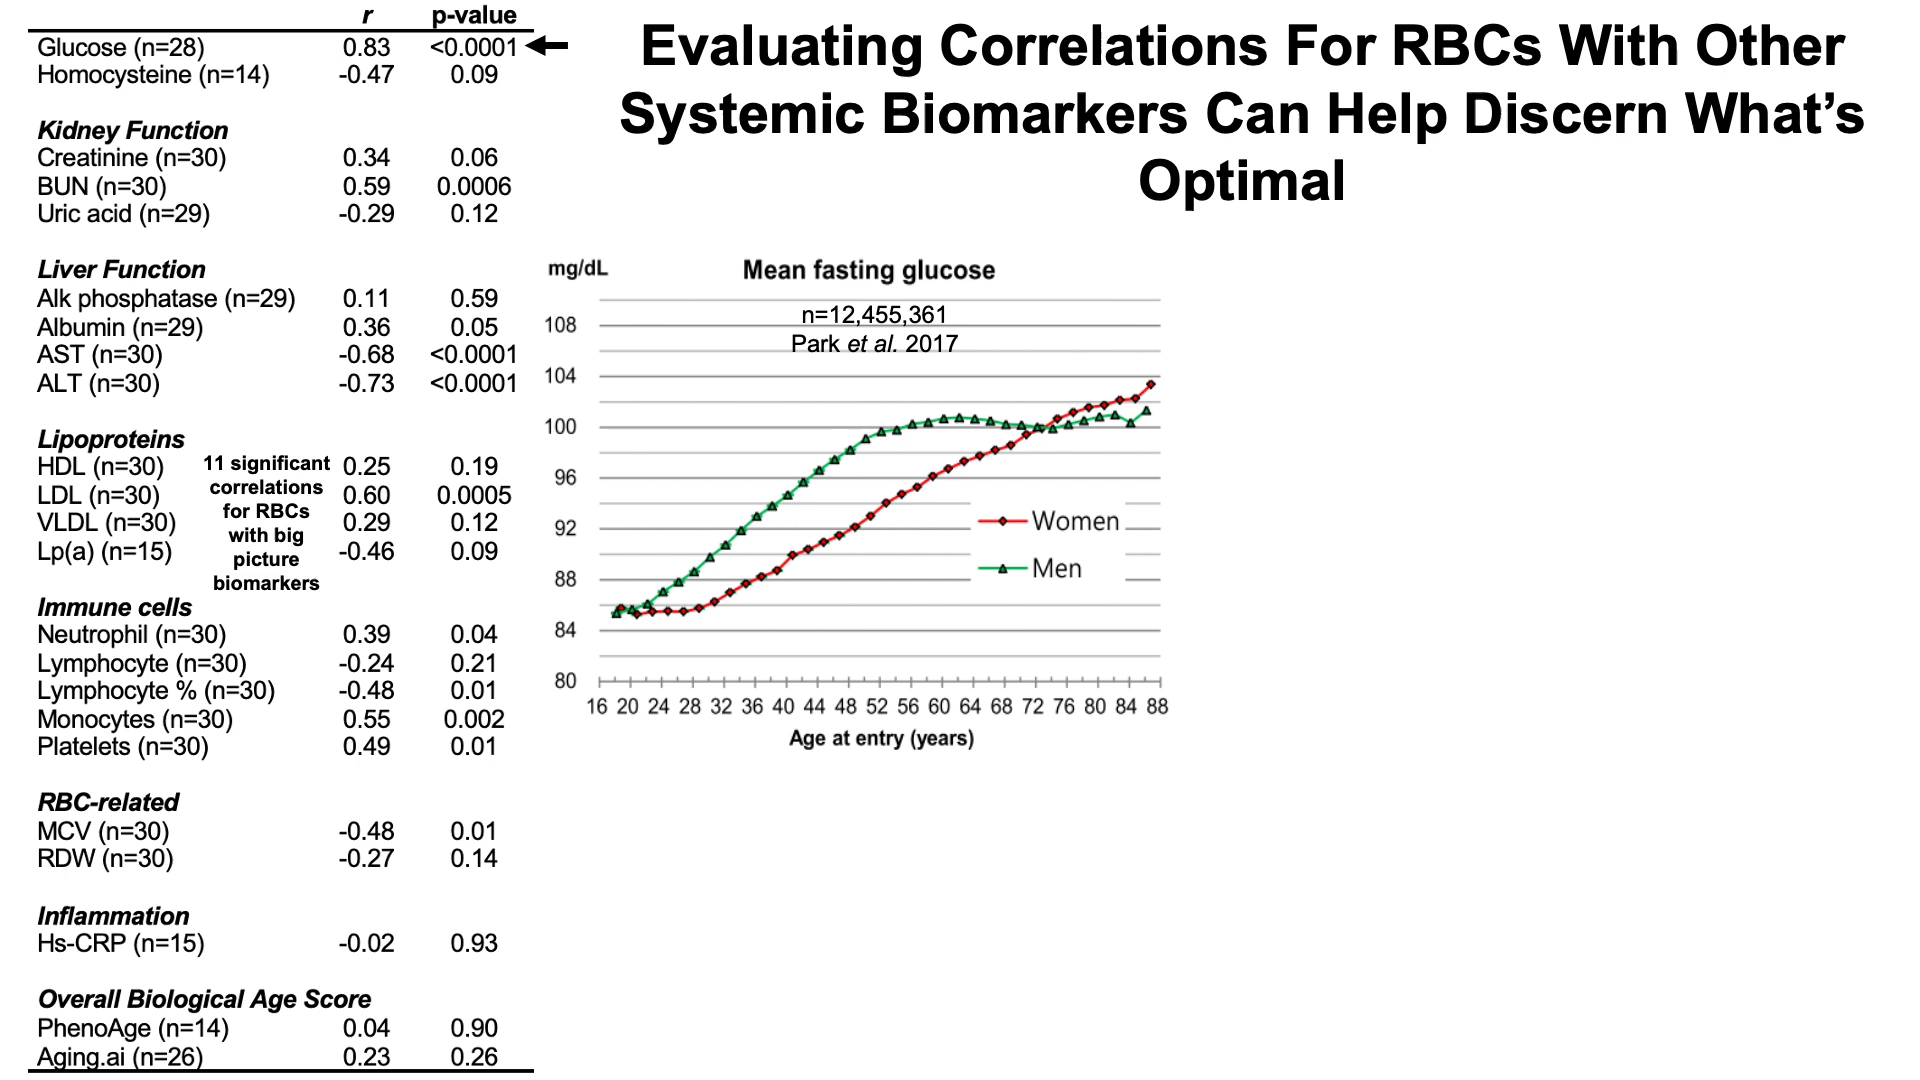 r p-value
Glucose (n=28) 0.83 <0.0001
Homocysteine (n=14) -0.47 0.09
Kidney Function
Creatinine (n=30) 0.34 0.06
BUN (n=30) 0.59 0.0006
Uric acid (n=29) -0.29 0.12
Liver Function
Alk phosphatase (n=29) 0.11 0.59
Albumin (n=29) 0.36 0.05
AST (n=30) -0.68 <0.0001
ALT (n=30) -0.73 <0.0001
Lipoproteins
HDL (n=30) 0.25 0.19
LDL (n=30) 0.60 0.0005
VLDL (n=30) 0.29 0.12
Lp(a) (n=15) -0.46 0.09
11 significant
correlations
for RBCs
with big
picture
biomarkers
Immune cells
Neutrophil (n=30) 0.39 0.04
Lymphocyte (n=30) -0.24 0.21
Lymphocyte % (n=30) -0.48 0.01
Monocytes (n=30) 0.55 0.002
Platelets (n=30) 0.49 0.01
RBC-related
MCV (n=30) -0.48 0.01
RDW (n=30) -0.27 0.14
Inflammation
Hs-CRP (n=15) -0.02 0.93
Overall Biological Age Score
PhenoAge (n=14) 0.04 0.90
Aging.ai (n=26) 0.23 0.26
Evaluating Correlations For RBCs With Other
Systemic Biomarkers Can Help Discern What’s
Optimal
mg/dL Mean fasting glucose
n=12,455,361
Park et al. 2017
108
104
100
96
92
88
84
80
Women
Men
16 20 24 28 32 36 40 44 48 52 56 60 64 68 72 76 80 84 88
Age at entry (years)